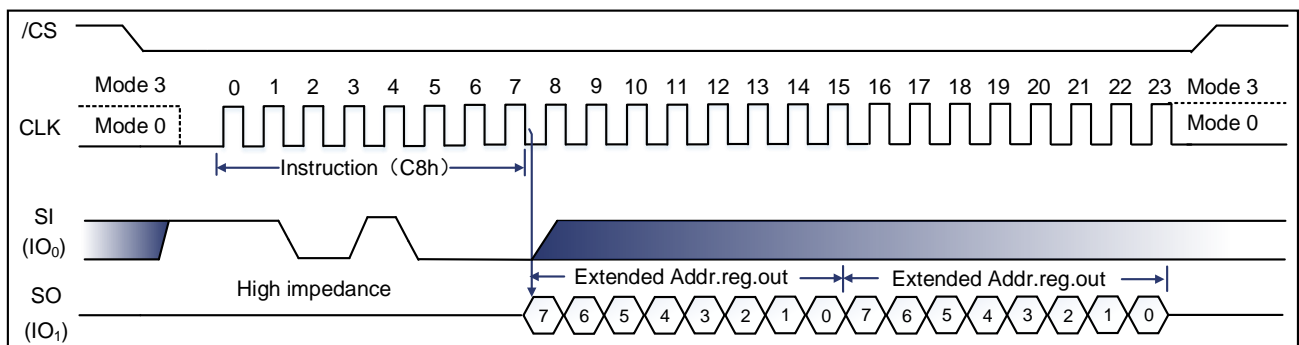 /CS
Mode 3 0 1 2 3 4 5 6 7 8 9 10 11 12 13 14 15 16 17 18 19 20 21 22 23 Mode 3
CLK Mode 0 Mode 0
Instruction（C8h）
SI
(IO₀)
Extended Addr.reg.out Extended Addr.reg.out
High impedance
SO
(IO₁)
7 6 5 4 3 2 1 0 7 6 5 4 3 2 1 0